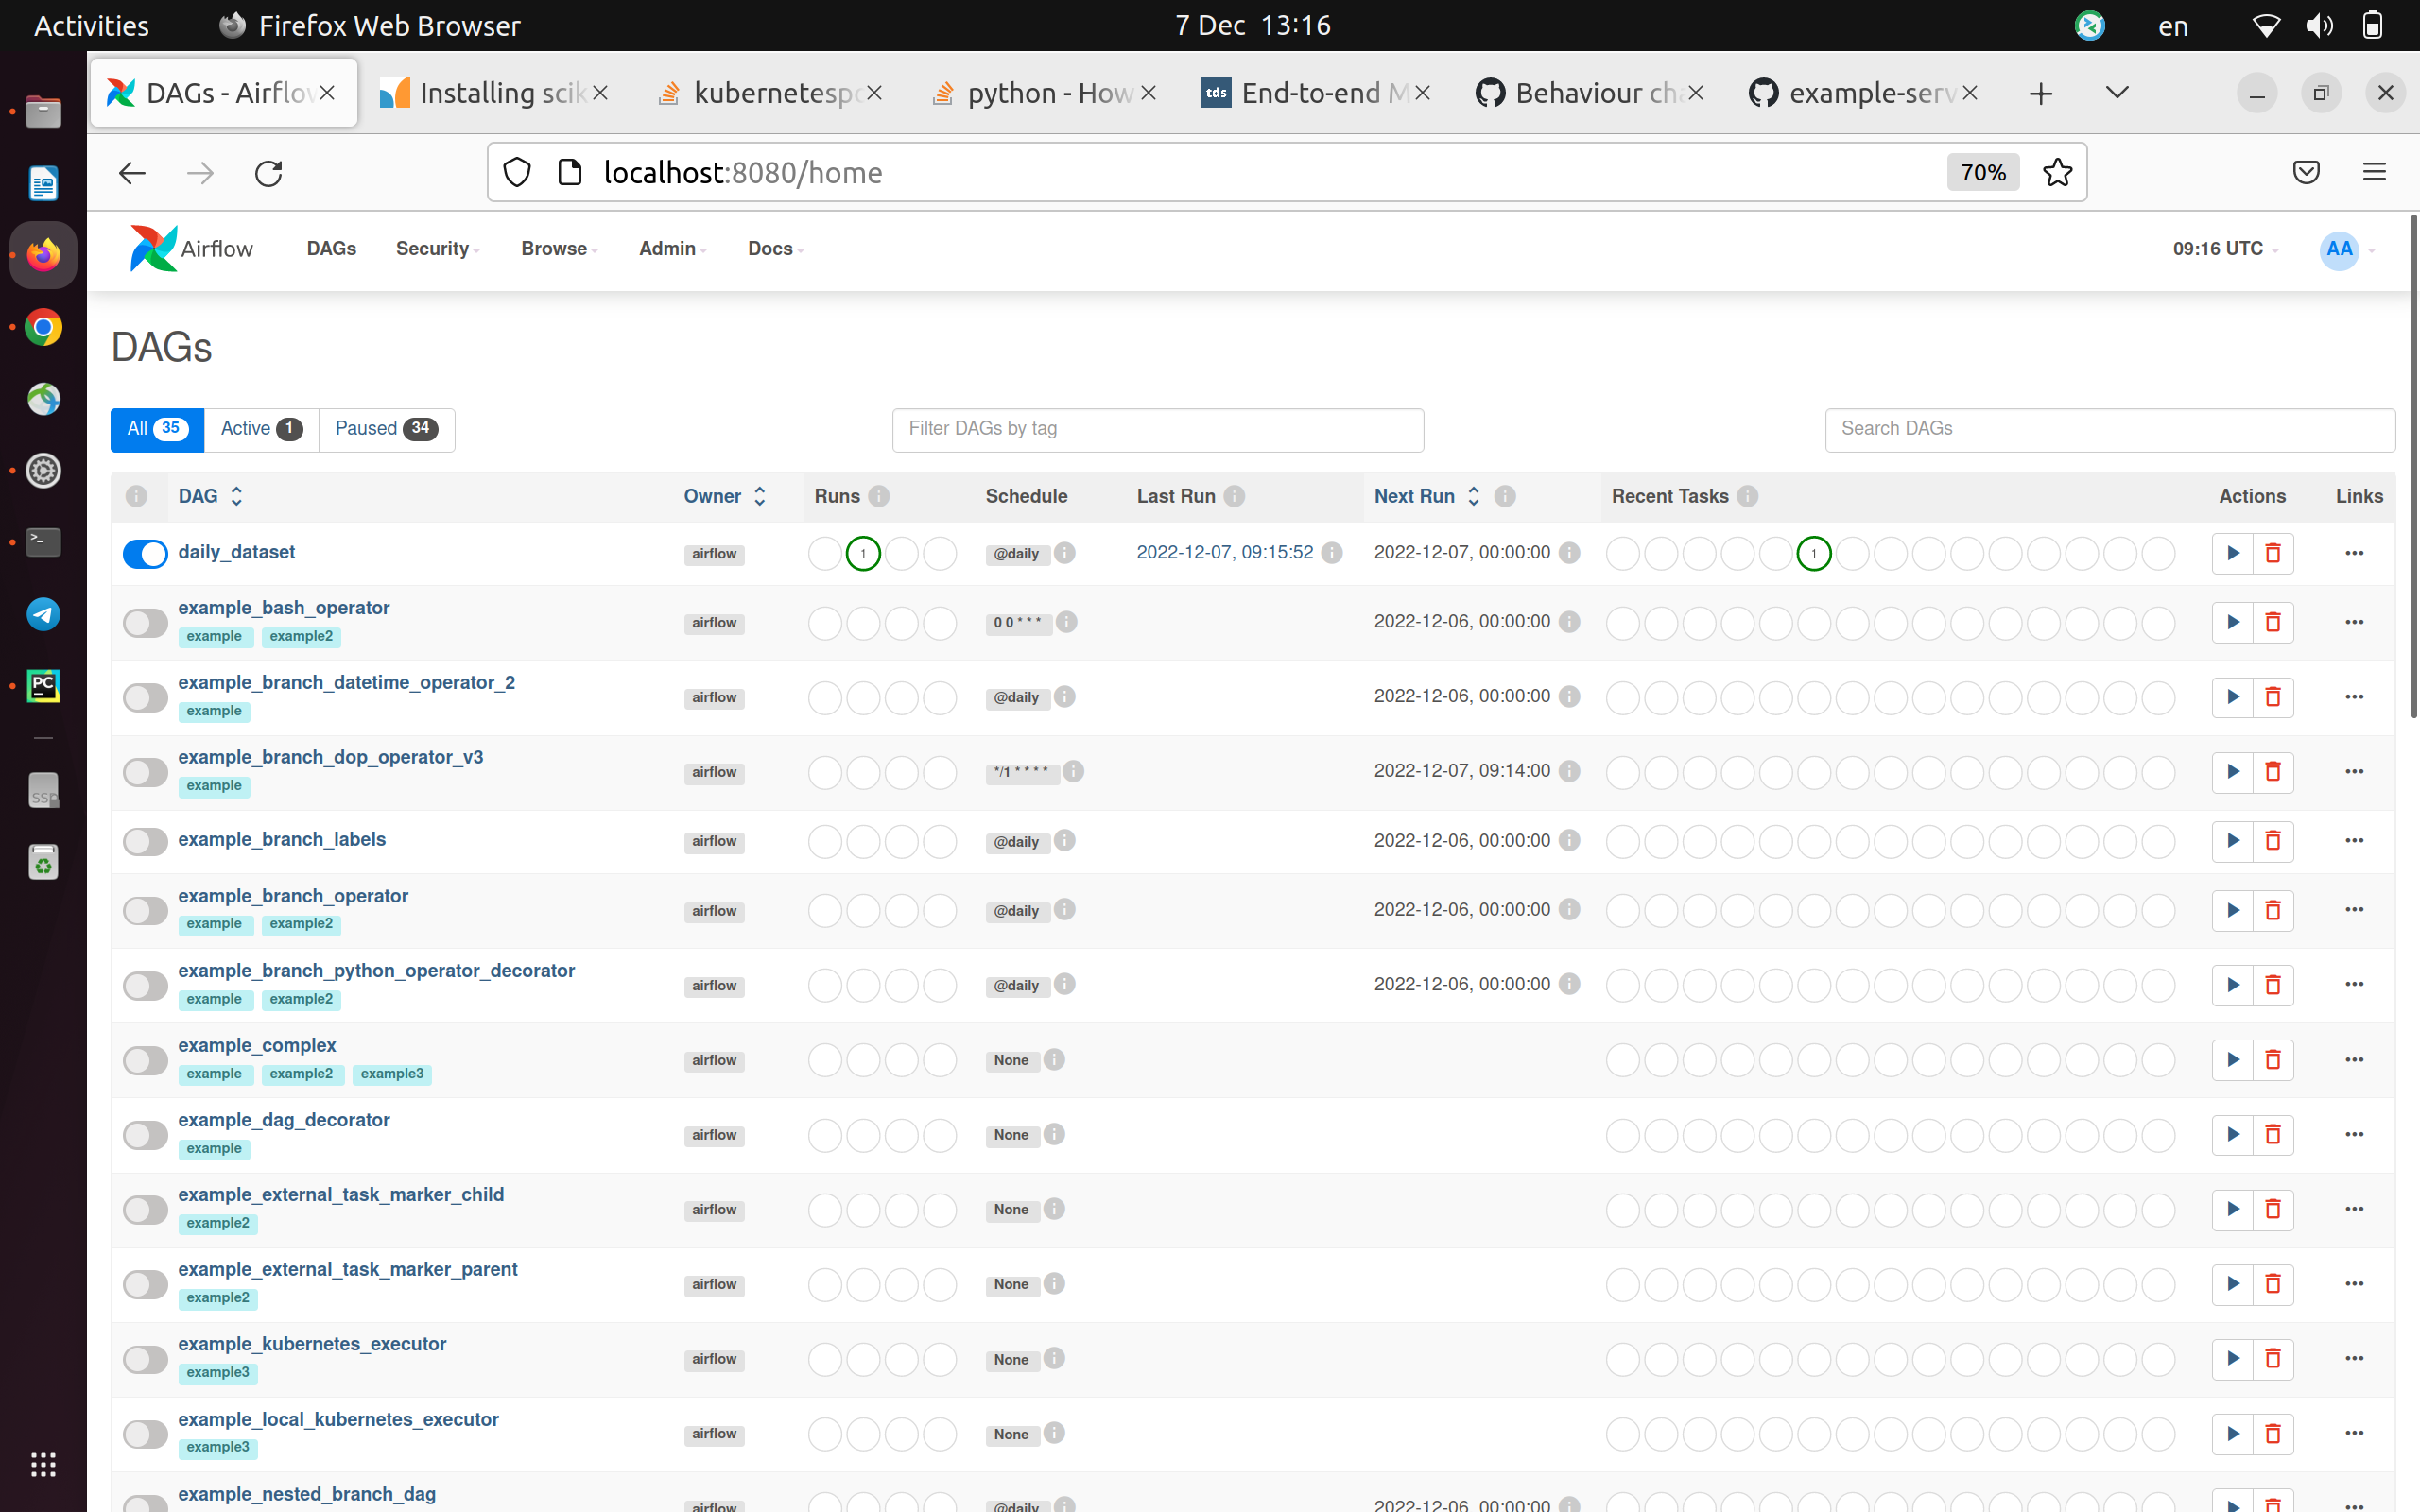 Activities Firefox Web Browser 7 Dec 13:16 en
DAGs - Airflo Installing scik kubernetespo python - How End-to-end M Behaviour cha example-serv
localhost:8080/home 70%
Airflow DAGs Security Browse Admin Docs 09:16 UTC AA
DAGs
All 35 Active 1 Paused 34 Filter DAGs by tag Search DAGs
DAG Owner Runs Schedule Last Run Next Run Recent Tasks Actions Links
daily_dataset airflow 1 @daily 2022-12-07, 09:15:52 2022-12-07, 00:00:00 1
example_bash_operator airflow 0 0 * * * 2022-12-06, 00:00:00
example example2
example_branch_datetime_operator_2 airflow @daily 2022-12-06, 00:00:00
example
example_branch_dop_operator_v3 airflow */1 * * * * 2022-12-07, 09:14:00
example
example_branch_labels airflow @daily 2022-12-06, 00:00:00
example_branch_operator airflow @daily 2022-12-06, 00:00:00
example example2
example_branch_python_operator_decorator airflow @daily 2022-12-06, 00:00:00
example example2
example_complex airflow None
example example2 example3
example_dag_decorator airflow None
example
example_external_task_marker_child airflow None
example2
example_external_task_marker_parent airflow None
example2
example_kubernetes_executor airflow None
example3
example_local_kubernetes_executor airflow None
example3
example_nested_branch_dag airflow @daily 2022-12-06, 00:00:00